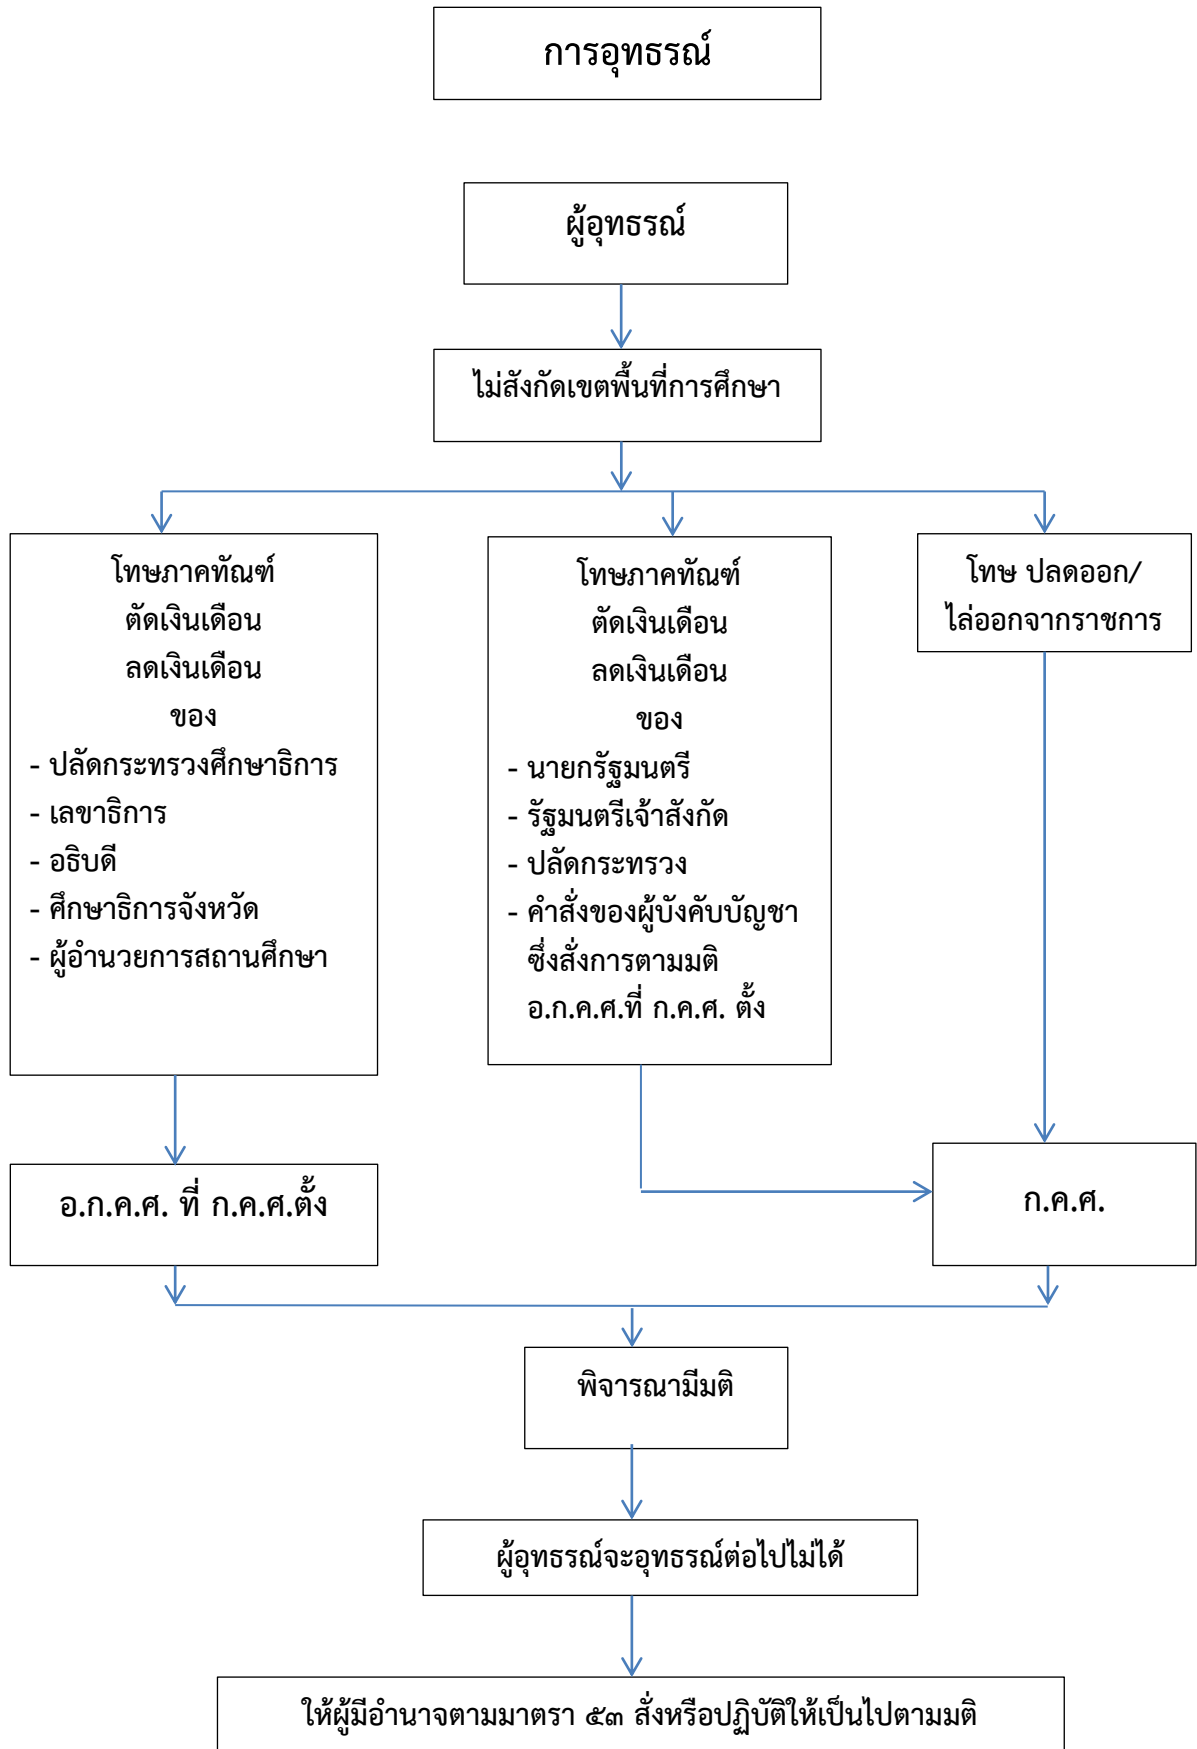 การอุทธรณ์
ผู้อุทธรณ์
ไม่สังกัดเขตพื้นที่การศึกษา
โทษภาคทัณฑ์
ตัดเงินเดือน
ลดเงินเดือน
ของ
- ปลัดกระทรวงศึกษาธิการ
- เลขาธิการ
- อธิบดี
- ศึกษาธิการจังหวัด
- ผู้อำนวยการสถานศึกษา
โทษภาคทัณฑ์
ตัดเงินเดือน
ลดเงินเดือน
ของ
- นายกรัฐมนตรี
- รัฐมนตรีเจ้าสังกัด
- ปลัดกระทรวง
- คำสั่งของผู้บังคับบัญชา
ซึ่งสั่งการตามมติ
อ.ก.ค.ศ.ที่ ก.ค.ศ. ตั้ง
โทษ ปลดออก/
ไล่ออกจากราชการ
อ.ก.ค.ศ. ที่ ก.ค.ศ.ตั้ง
ก.ค.ศ.
พิจารณามีมติ
ผู้อุทธรณ์จะอุทธรณ์ต่อไปไม่ได้
ให้ผู้มีอำนาจตามมาตรา ๕๓ สั่งหรือปฏิบัติให้เป็นไปตามมติ